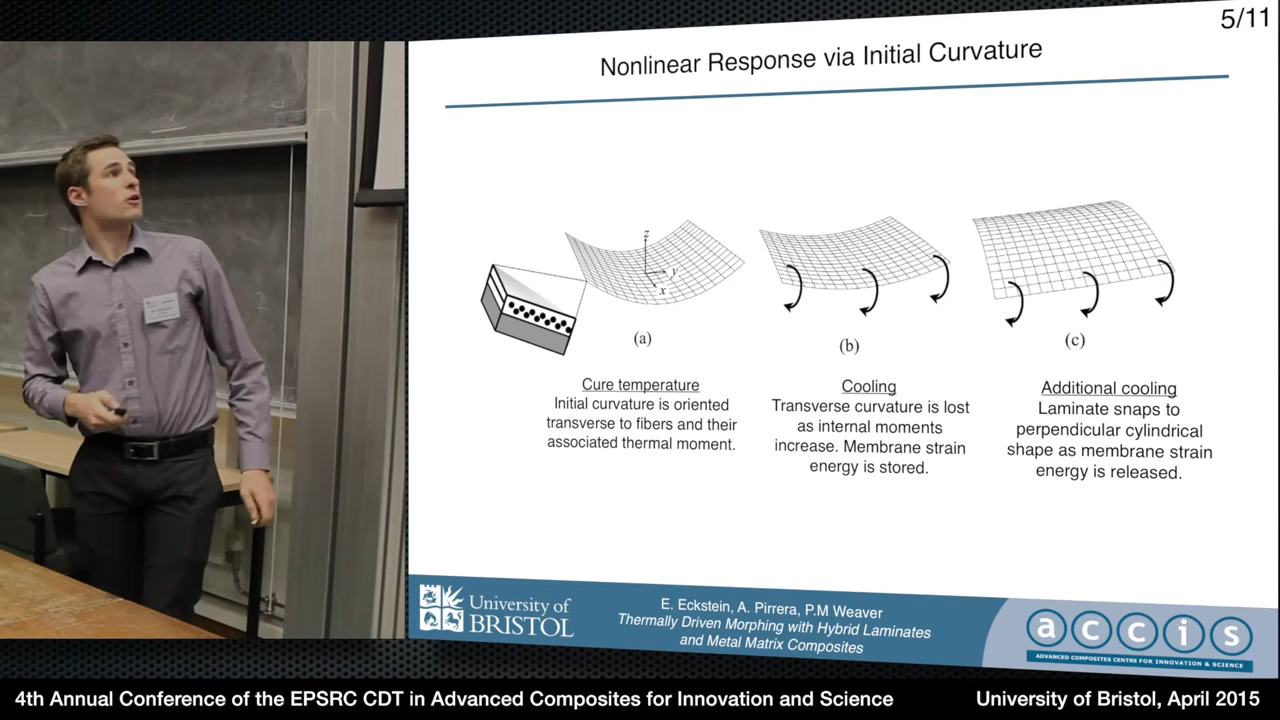 5/11
Nonlinear Response via Initial Curvature
z
y
x
(a)
(b)
(c)
Cure temperature
Initial curvature is oriented
transverse to fibers and their
associated thermal moment.
Cooling
Transverse curvature is lost
as internal moments
increase. Membrane strain
energy is stored.
Additional cooling
Laminate snaps to
perpendicular cylindrical
shape as membrane strain
energy is released.
University of
BRISTOL
E. Eckstein, A. Pirrera, P.M Weaver
Thermally Driven Morphing with Hybrid Laminates
and Metal Matrix Composites
accis
ADVANCED COMPOSITES CENTRE FOR INNOVATION & SCIENCE
4th Annual Conference of the EPSRC CDT in Advanced Composites for Innovation and Science
University of Bristol, April 2015